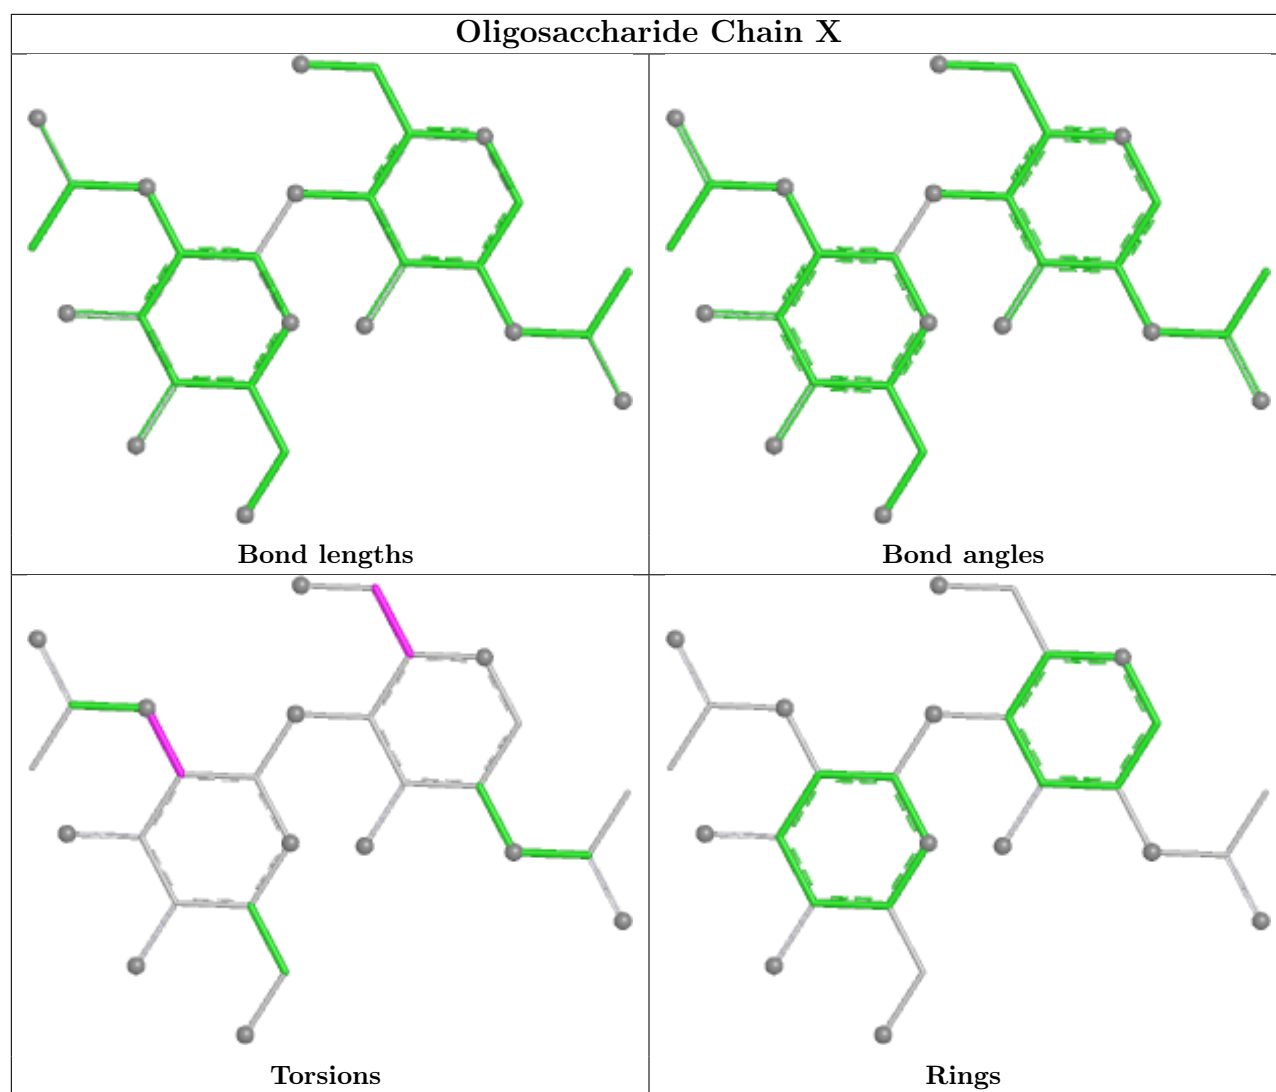 Oligosaccharide Chain X
Bond lengths
Bond angles
Torsions
Rings